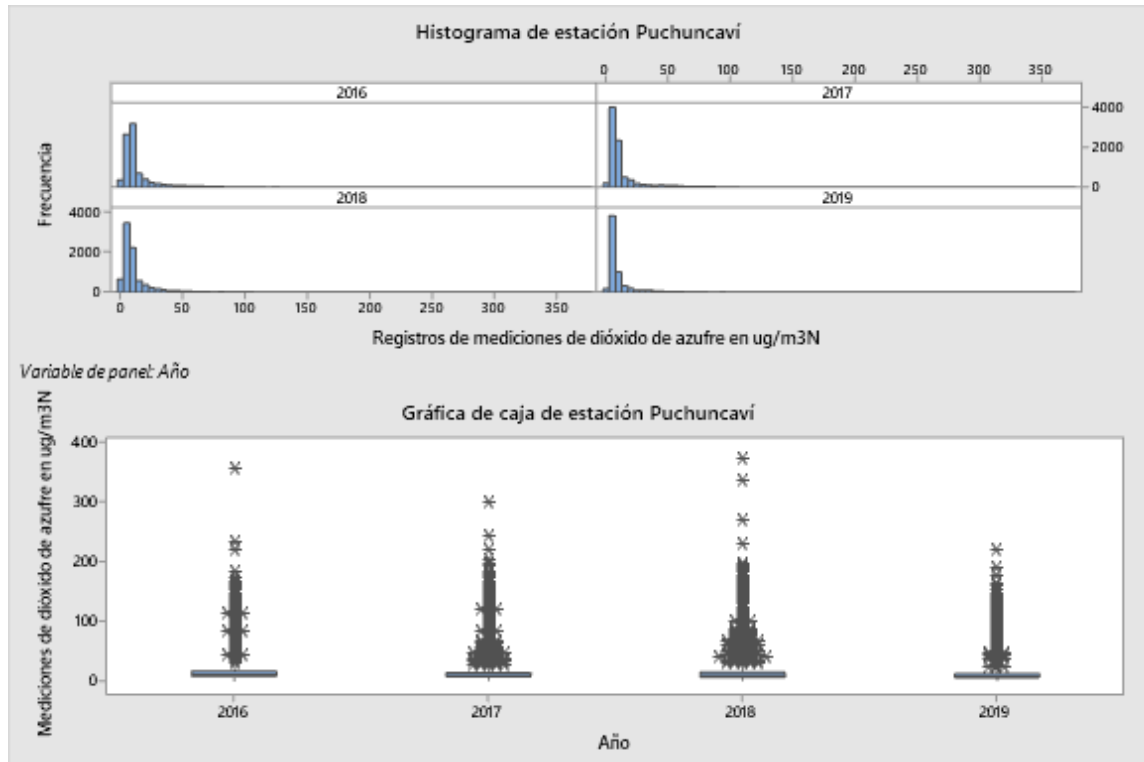 Histograma de estación Puchuncaví
0 50 100 150 200 250 300 350
2016 2017
4000
2000
0
Frecuencia
2018 2019
4000
2000
0
0 50 100 150 200 250 300 350
Registros de mediciones de dióxido de azufre en ug/m3N
Variable de panel: Año
Gráfica de caja de estación Puchuncaví
Mediciones de dióxido de azufre en ug/m3N
400
300
200
100
0
2016 2017 2018 2019
Año